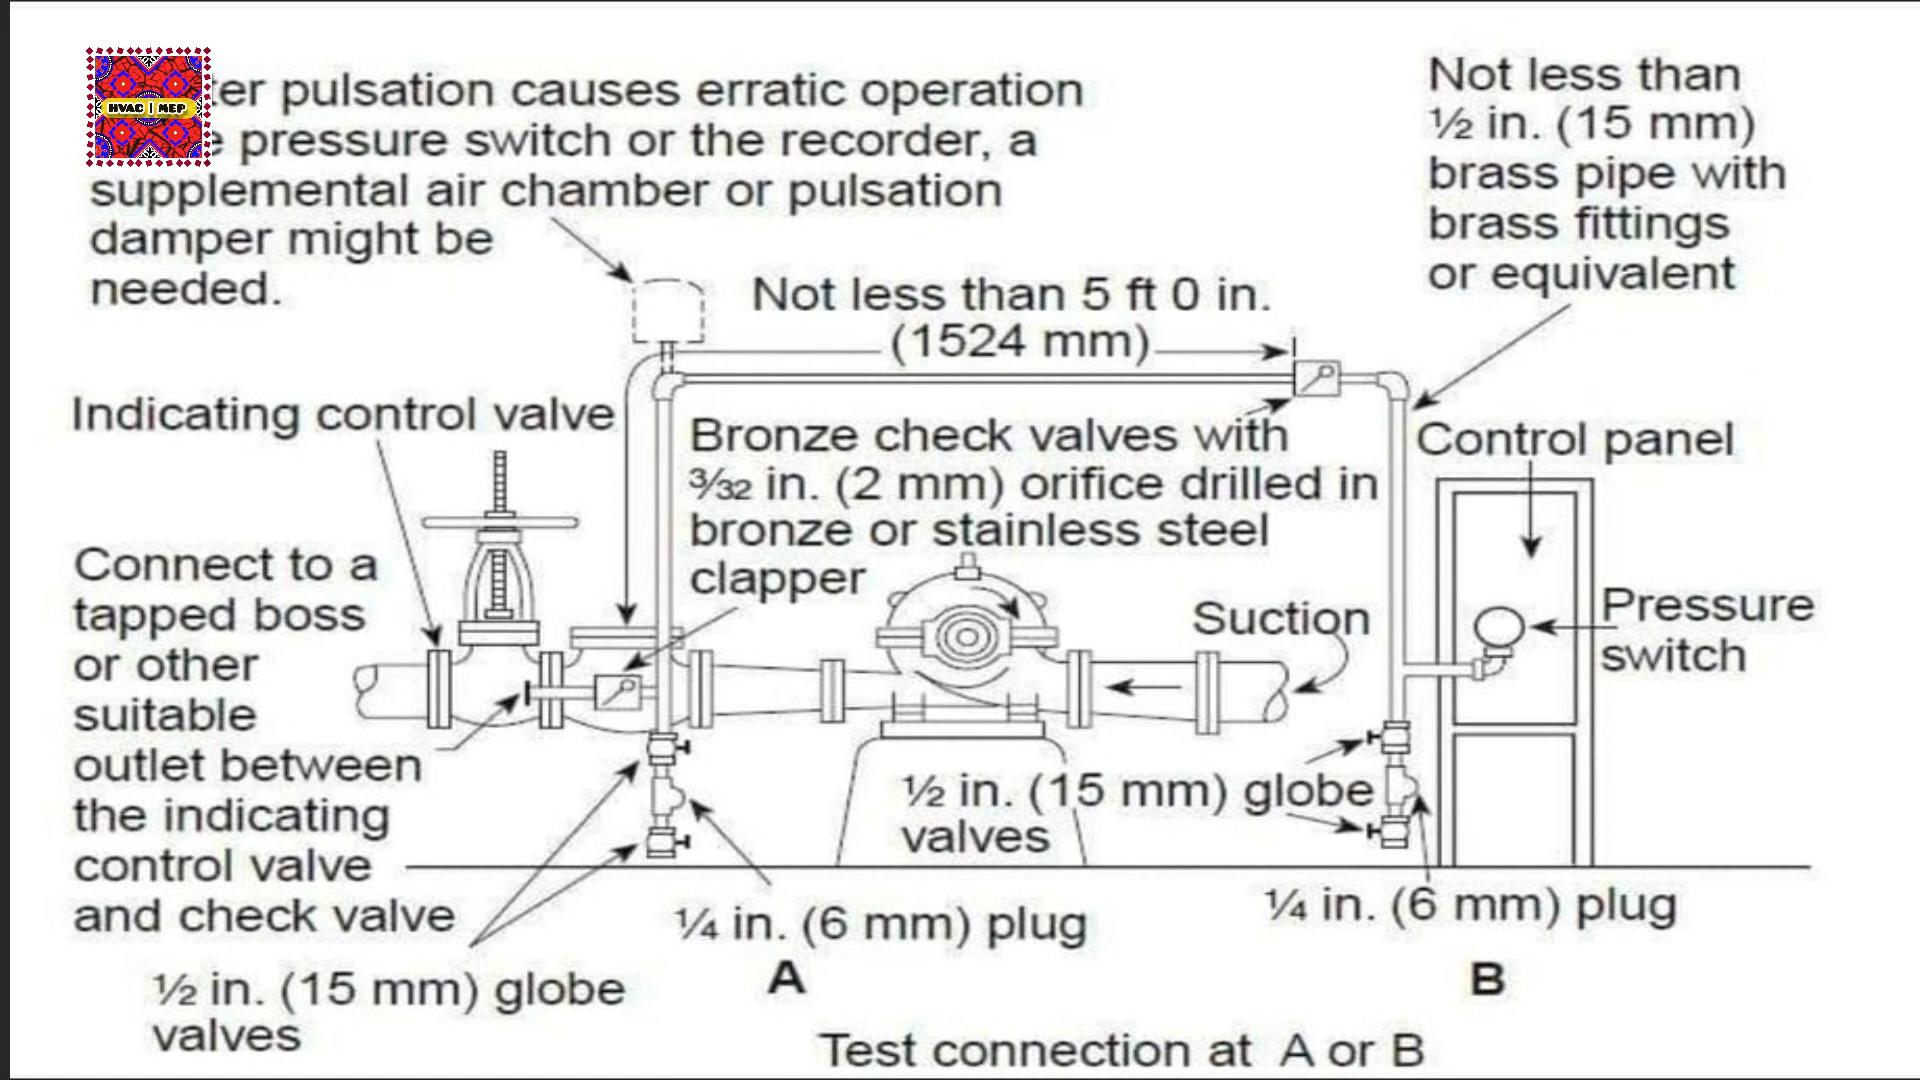 HVAC | MEP
ter pulsation causes erratic operation
e pressure switch or the recorder, a
supplemental air chamber or pulsation
damper might be
needed.
Not less than
½ in. (15 mm)
brass pipe with
brass fittings
or equivalent
Not less than 5 ft 0 in.
(1524 mm)
Indicating control valve
Bronze check valves with
3⁄32 in. (2 mm) orifice drilled in
bronze or stainless steel
clapper
Control panel
Connect to a
tapped boss
or other
suitable
outlet between
the indicating
control valve
and check valve
Suction
Pressure
switch
½ in. (15 mm) globe
valves
¼ in. (6 mm) plug
¼ in. (6 mm) plug
A
B
½ in. (15 mm) globe
valves
Test connection at A or B